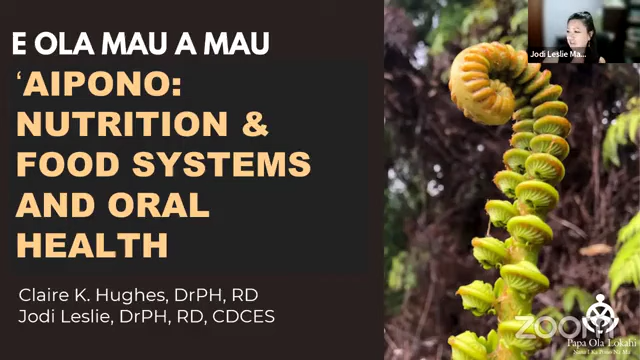 E OLA MAU A MAU
ʻAIPONO:
NUTRITION &
FOOD SYSTEMS
AND ORAL
HEALTH
Claire K. Hughes, DrPH, RD
Jodi Leslie, DrPH, RD, CDCES
Jodi Leslie Ma...
zoom
Papa Ola Lokahi